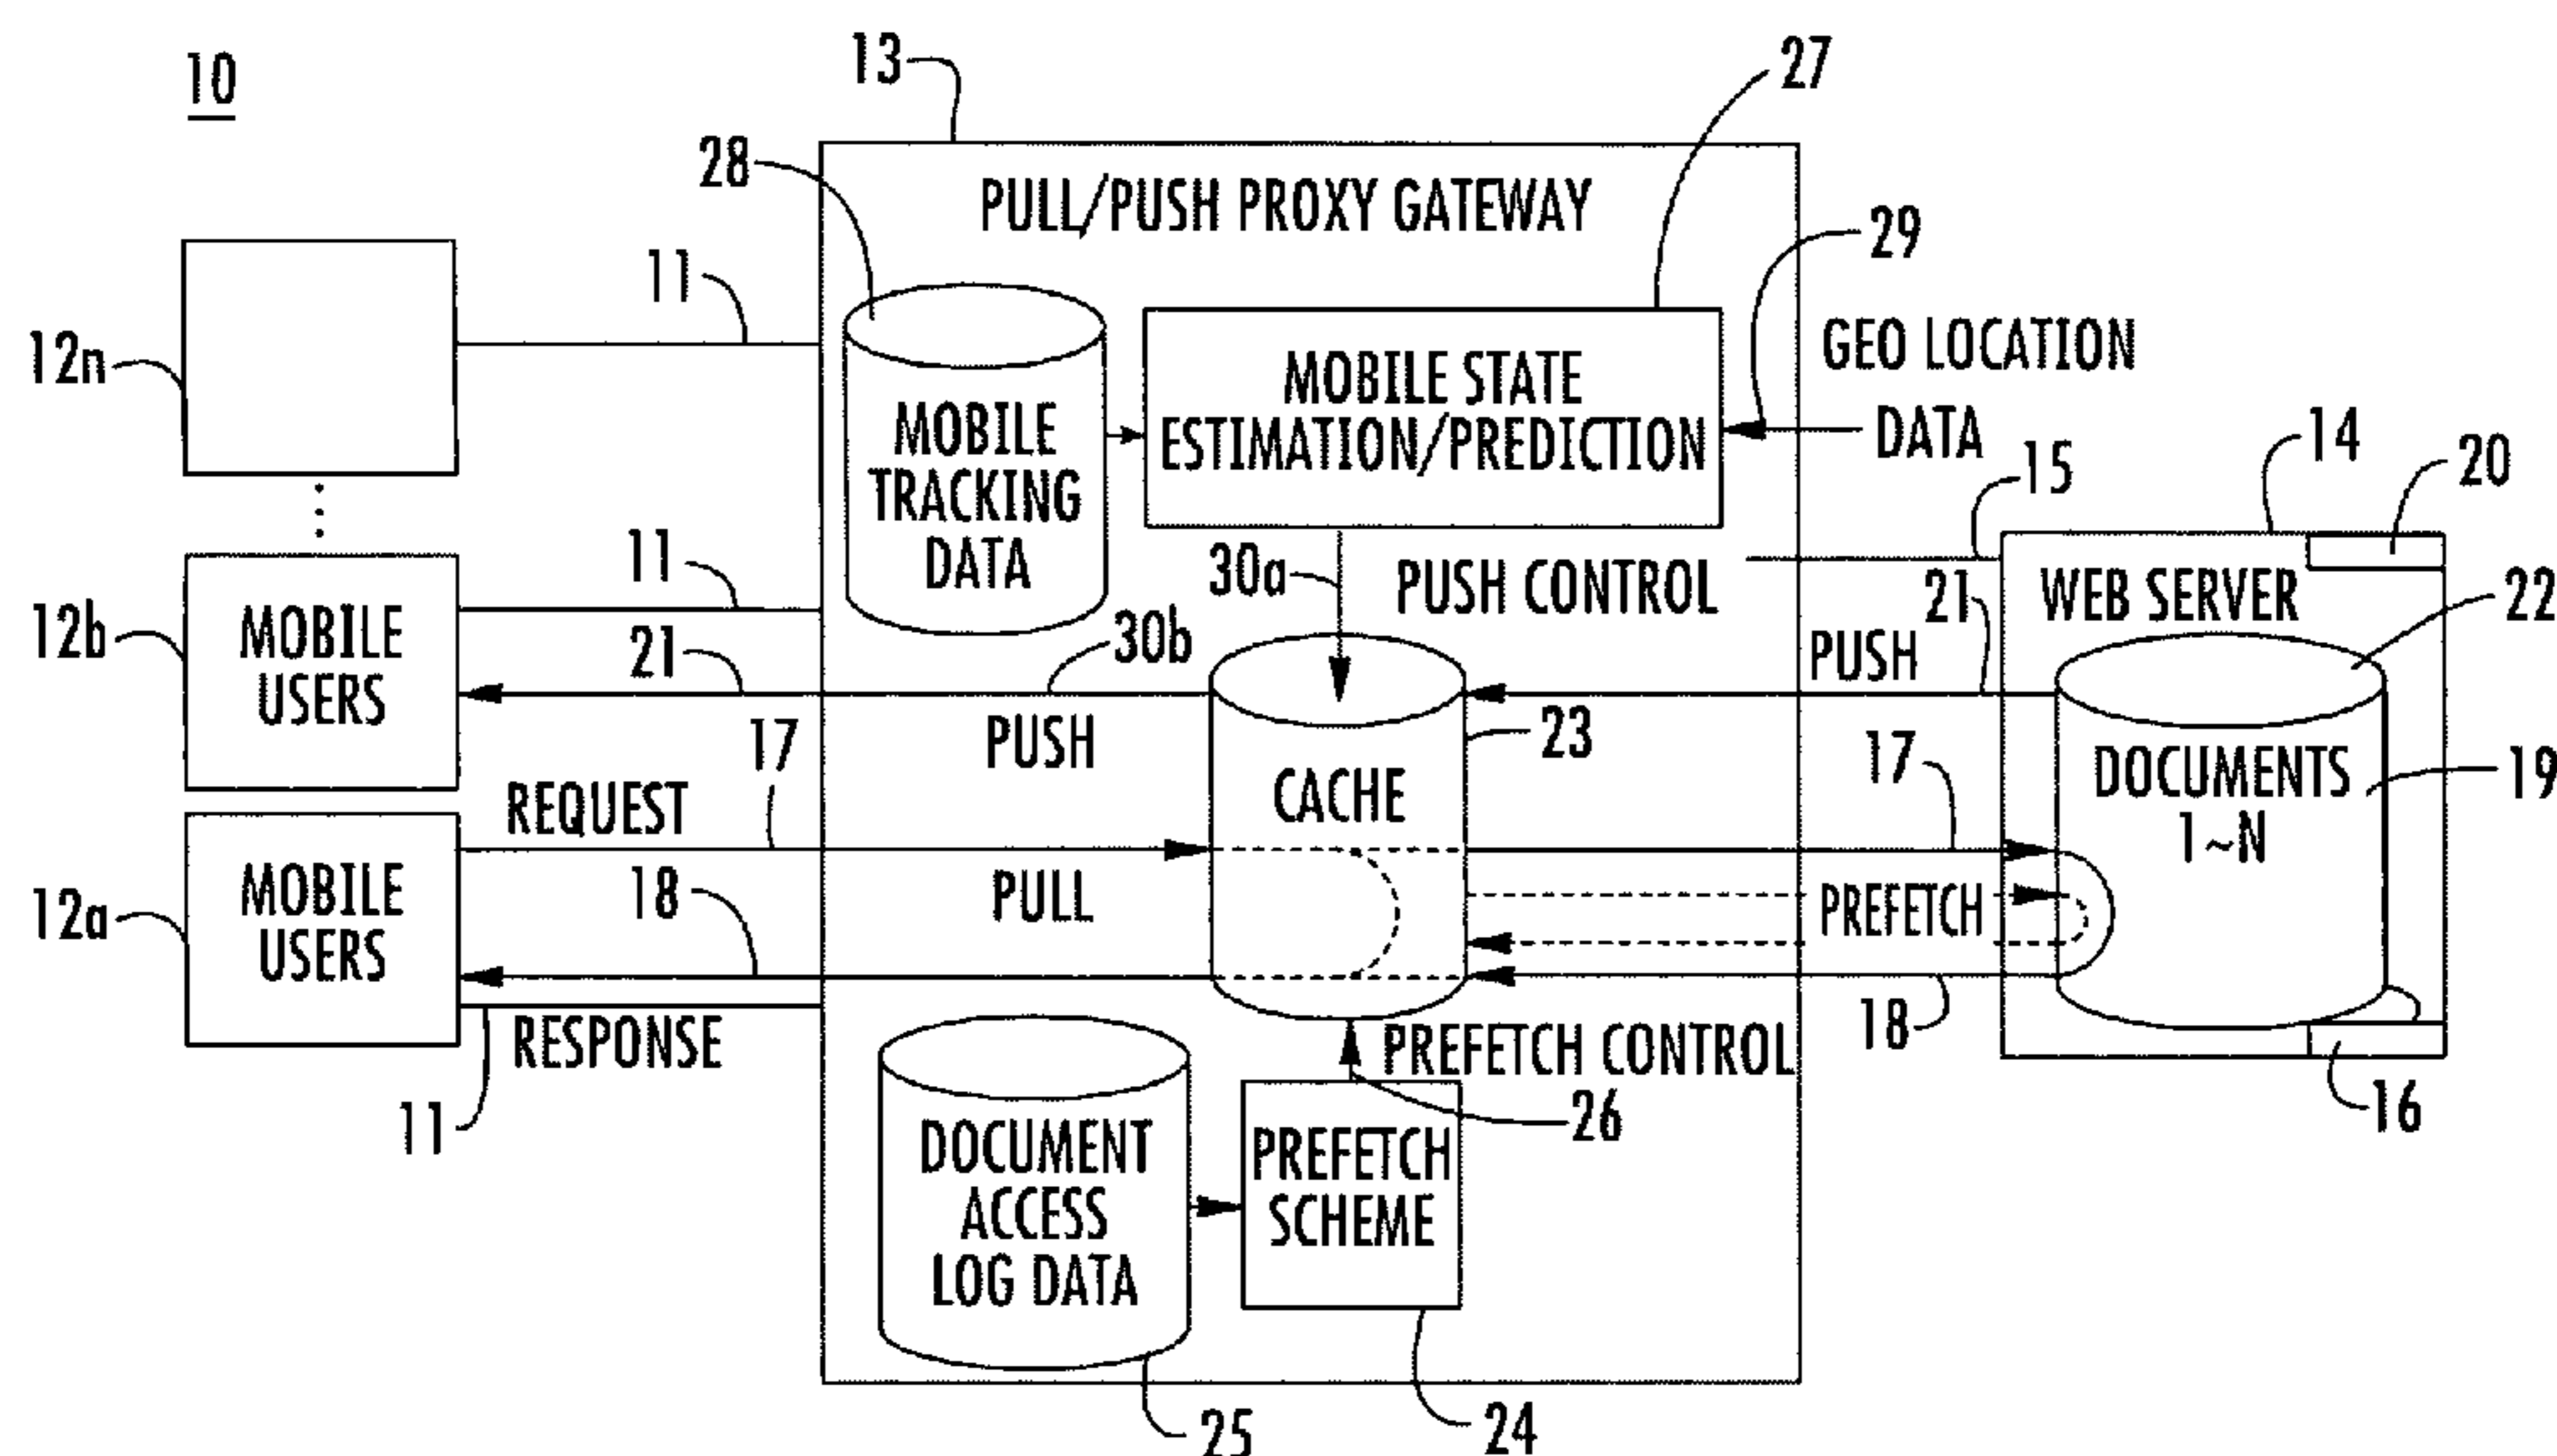 10
13
27
28
PULL/PUSH PROXY GATEWAY
29
11
12n
MOBILE
TRACKING
DATA
MOBILE STATE
ESTIMATION/PREDICTION
GEO LOCATION
DATA
15
14
20
11
30a
PUSH CONTROL
WEB SERVER
22
12b
MOBILE
USERS
21
30b
PUSH
21
PUSH
23
DOCUMENTS
1~N
19
17
17
REQUEST
CACHE
12a
MOBILE
USERS
18
PULL
PREFETCH
18
RESPONSE
11
PREFETCH CONTROL
26
16
DOCUMENT
ACCESS
LOG DATA
PREFETCH
SCHEME
25
24